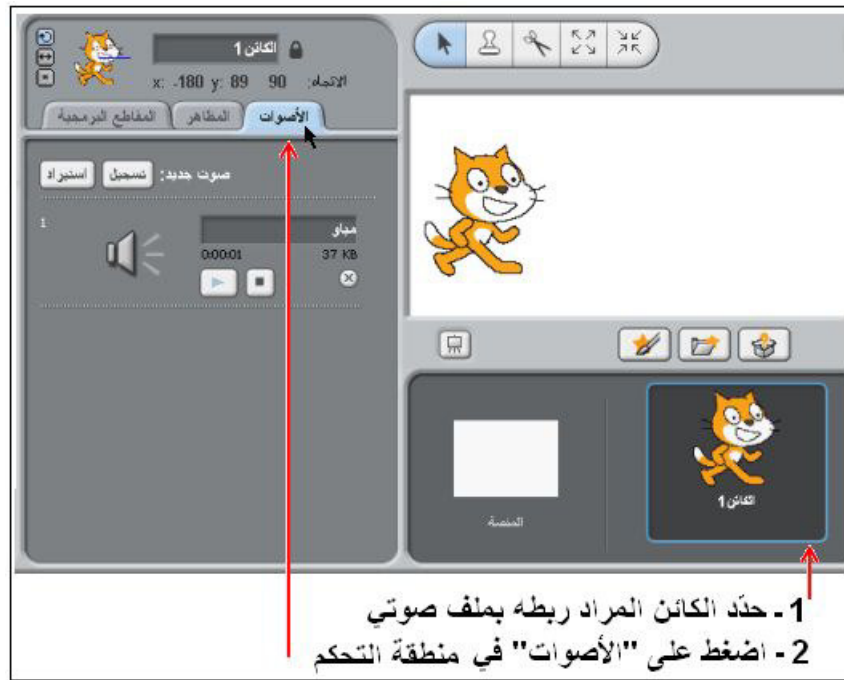 الكائن 1
x: -180 y: 89 90 الاتجاه:
الأصوات المظاهر المقاطع البرمجية
صوت جديد: تسجيل استيراد
1
مياو
0:00:01 37 KB
الكائن 1
المنصة
1 - حدّد الكائن المراد ربطه بملف صوتي
2 - اضغط على "الأصوات" في منطقة التحكم